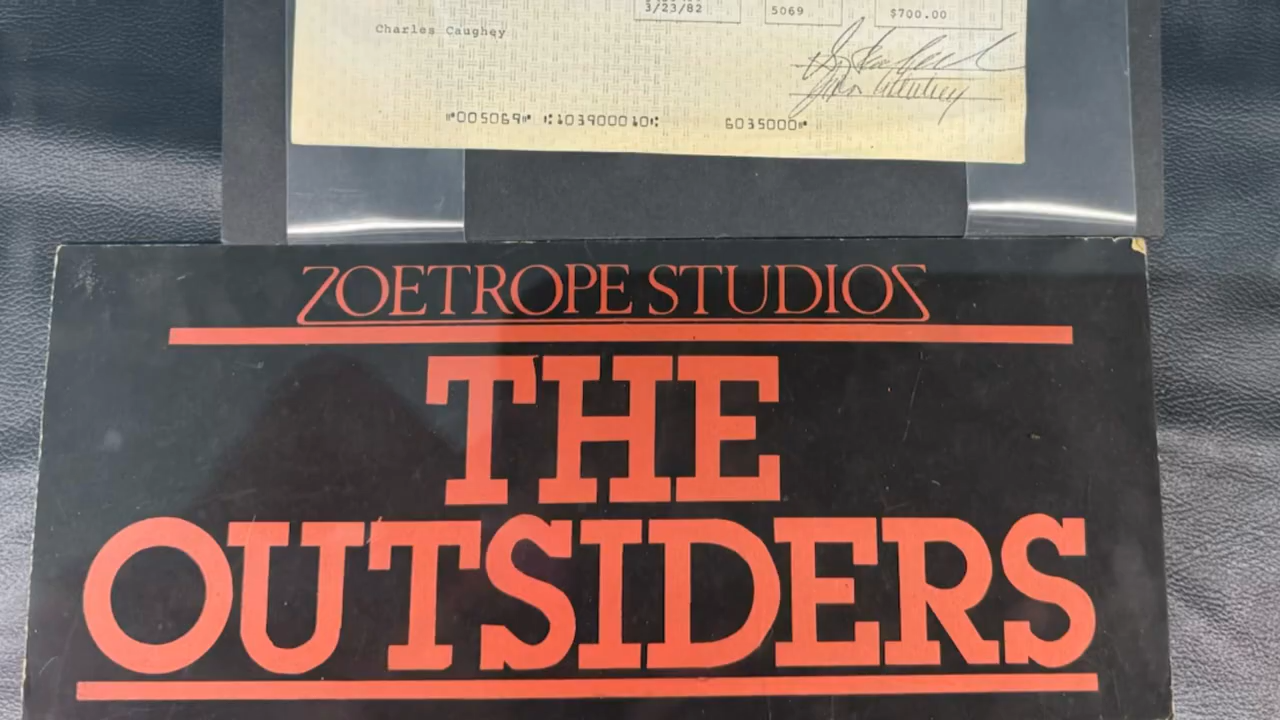 3/23/82 5069 $700.00
Charles Caughey
⑈005069⑈ ⑆103900010⑆ 6035000⑈
ZOETROPE STUDIOS
THE
OUTSIDERS